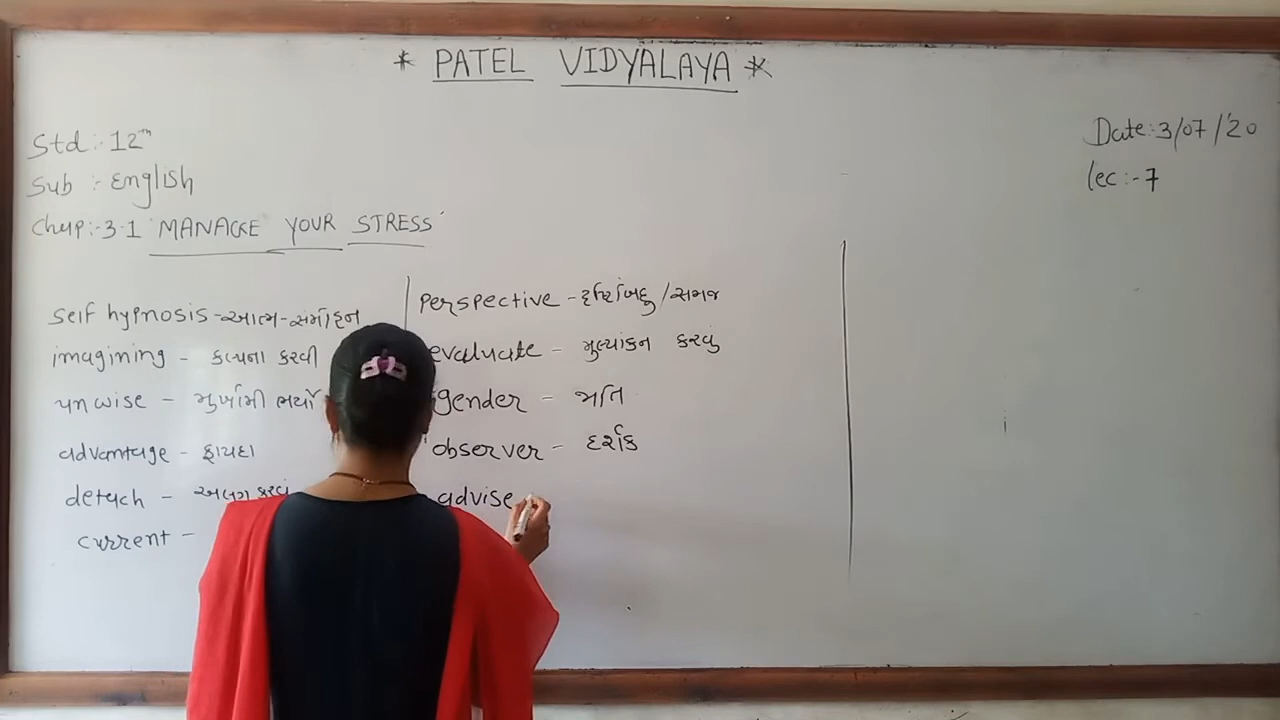 * PATEL VIDYALAYA *
Date:-3/07/'20
Std:-12th
Lec:-7
Sub :- English
Chap:-3.1 'MANAGE YOUR STRESS'
self hypnosis-આત્મ-સંમોહન
imagining - કલ્પના કરવી
unwise - મુર્ખામી ભર્યો
advantage - ફાયદા
detach - અલગ કરવું
current -
perspective - દ્રષ્ટિબિંદુ/સમજ
evaluate - મુલ્યાંકન કરવું
gender - જાતિ
observer - દર્શક
advise